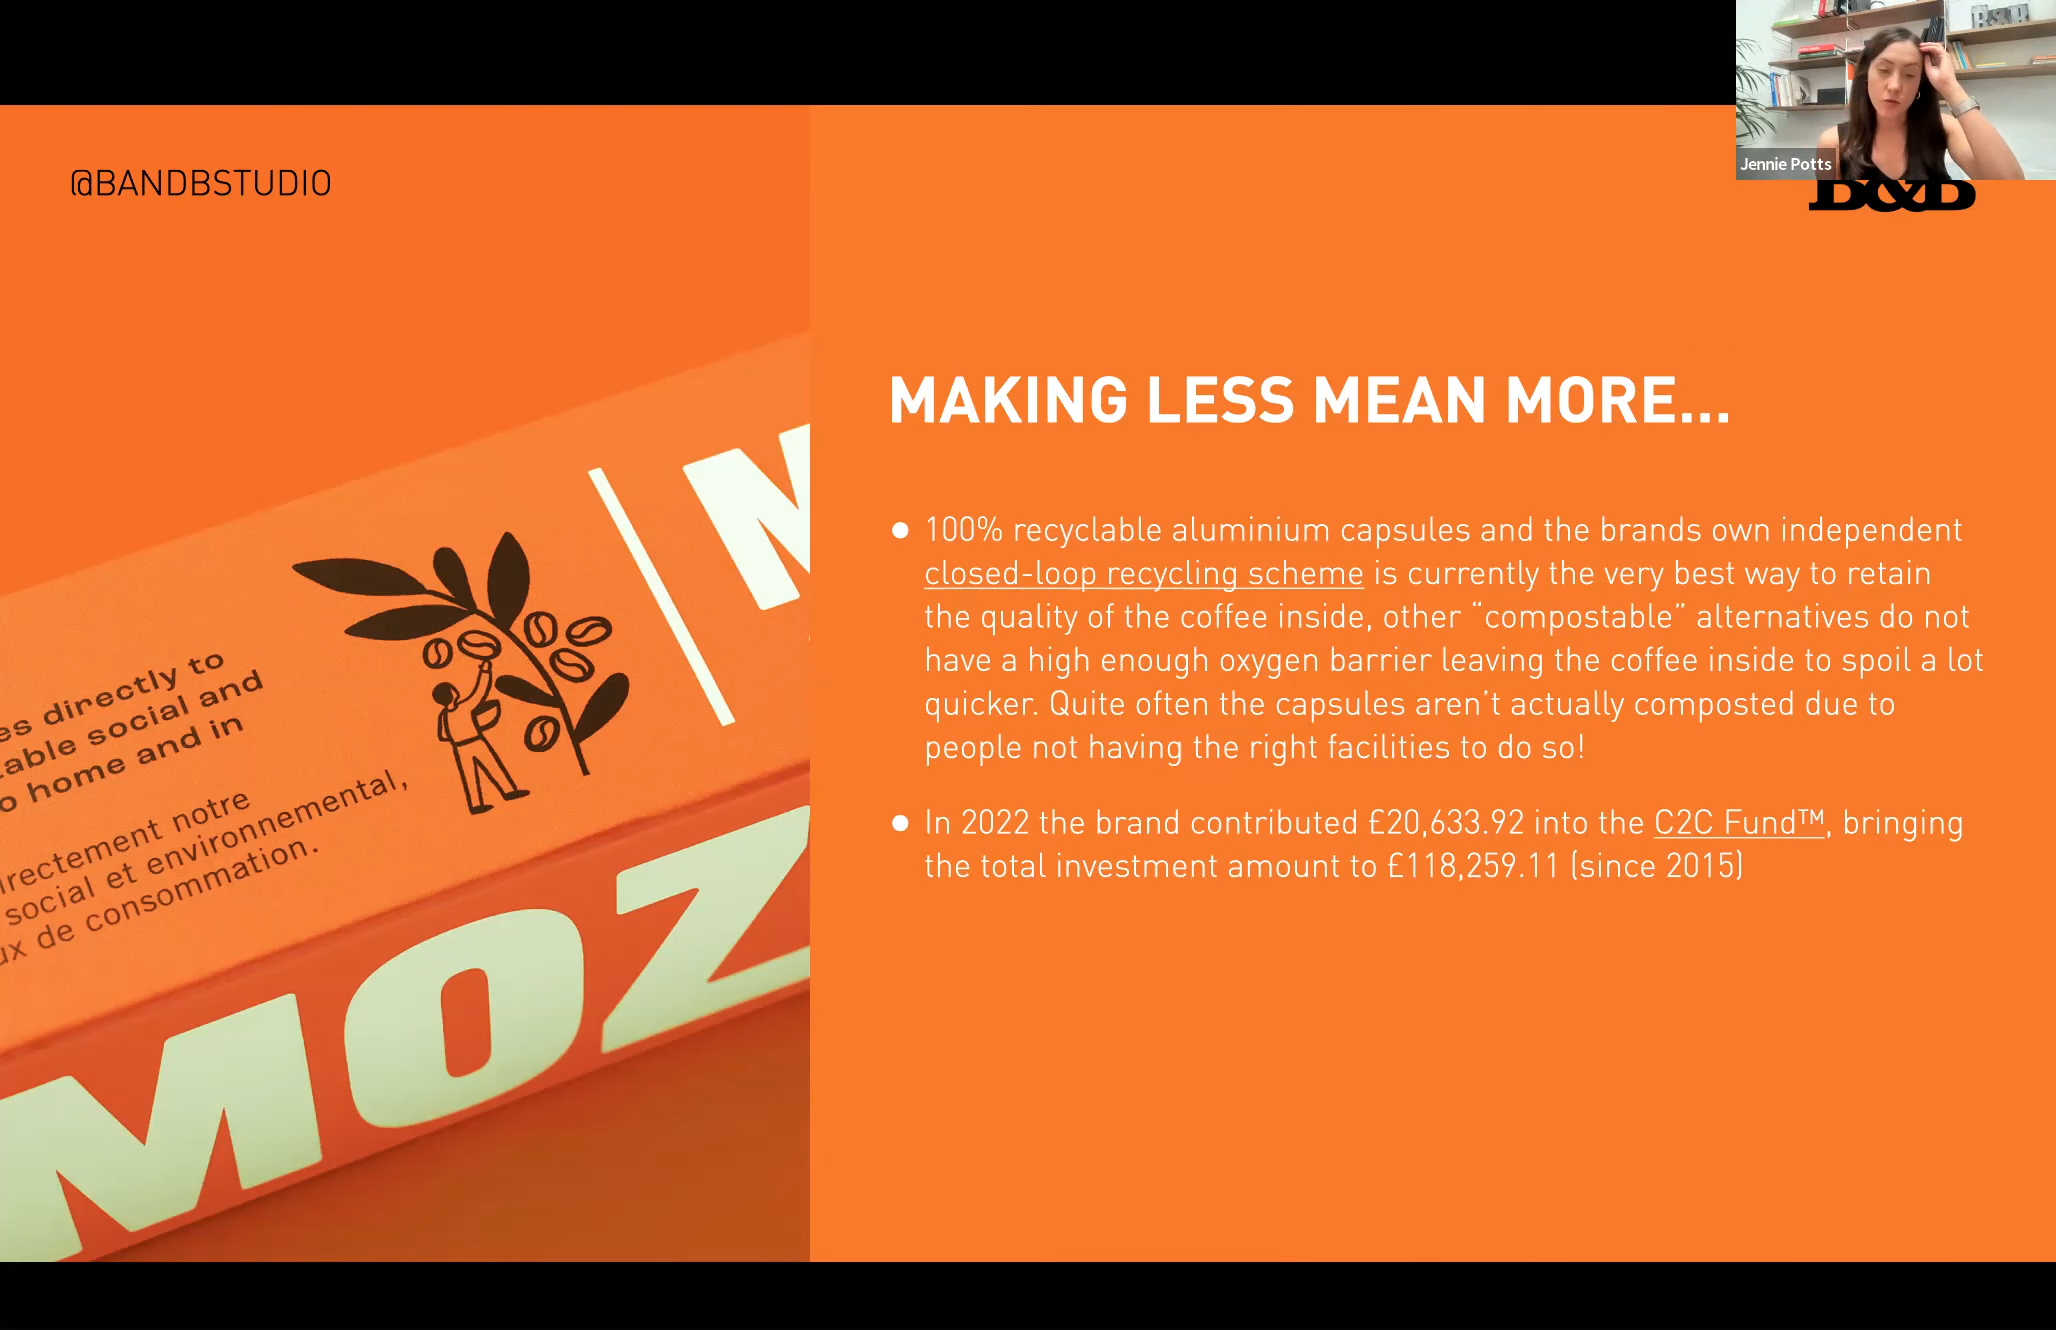 @BANDBSTUDIO
Jennie Potts
B&B
MAKING LESS MEAN MORE...
● 100% recyclable aluminium capsules and the brands own independent
closed-loop recycling scheme is currently the very best way to retain
the quality of the coffee inside, other “compostable” alternatives do not
have a high enough oxygen barrier leaving the coffee inside to spoil a lot
quicker. Quite often the capsules aren’t actually composted due to
people not having the right facilities to do so!
● In 2022 the brand contributed £20,633.92 into the C2C Fund™, bringing
the total investment amount to £118,259.11 (since 2015)
directly to
social and
home and in
notre
social et environnemental,
de consommation.
M
MOZ